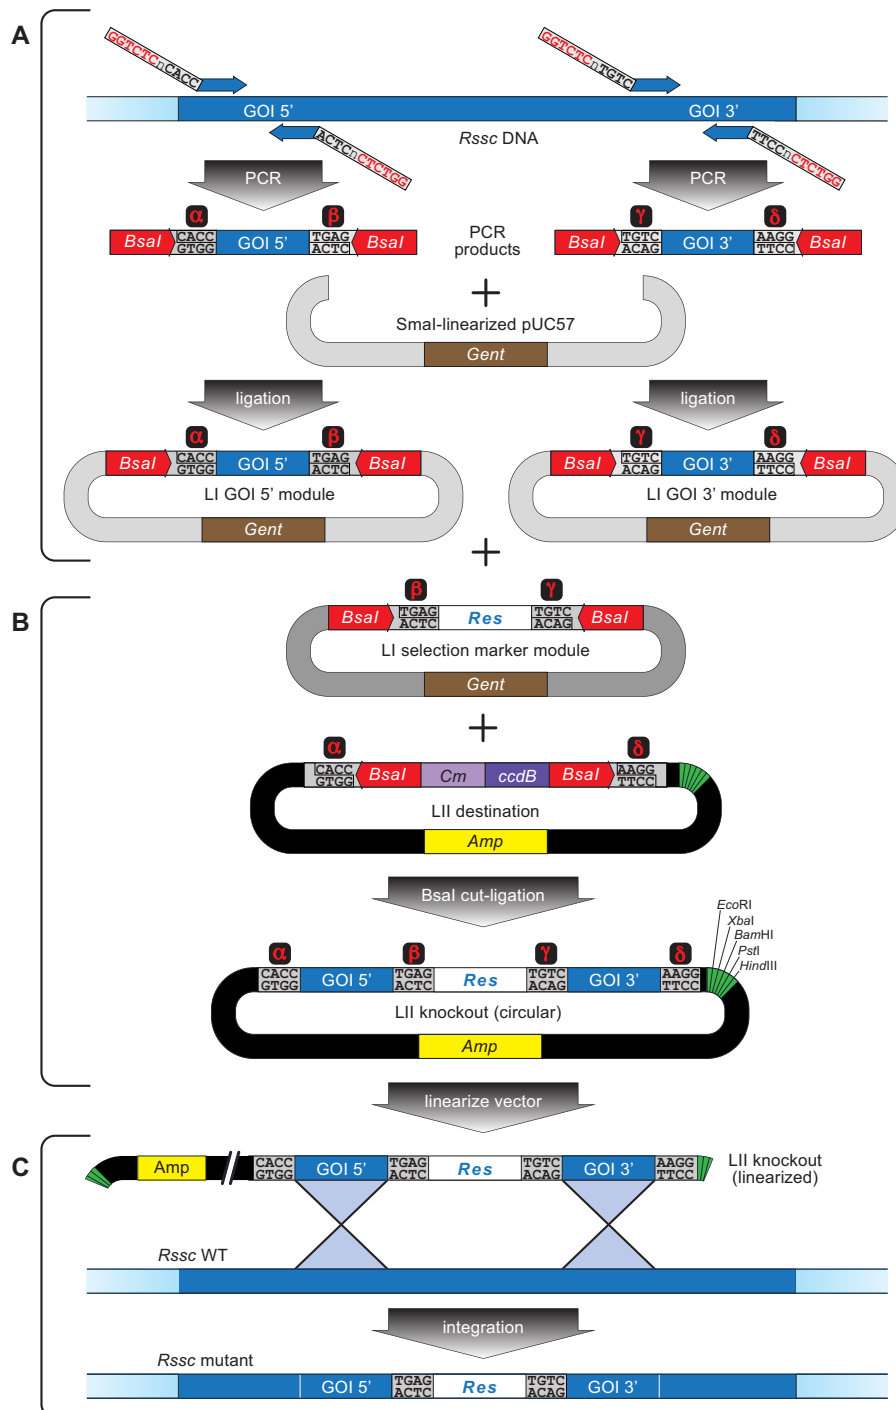 A
GGTCTCnCACC
GGTCTCnTGTC
GOI 5’
GOI 3’
ACTCnCTCTGG
Rssc DNA
TTCCnCTCTGG
PCR
PCR
α
β
γ
δ
BsaI
CACC
GTGG
GOI 5’
TGAG
ACTC
BsaI
PCR
products
BsaI
TGTC
ACAG
GOI 3’
AAGG
TTCC
BsaI
+
SmaI-linearized pUC57
Gent
ligation
ligation
α
β
γ
δ
BsaI
CACC
GTGG
GOI 5’
TGAG
ACTC
BsaI
BsaI
TGTC
ACAG
GOI 3’
AAGG
TTCC
BsaI
LI GOI 5’ module
LI GOI 3’ module
Gent
Gent
+
B
β
γ
BsaI
TGAG
ACTC
Res
TGTC
ACAG
BsaI
LI selection marker module
Gent
+
α
δ
CACC
GTGG
BsaI
Cm
ccdB
BsaI
AAGG
TTCC
LII destination
Amp
BsaI cut-ligation
EcoRI
XbaI
BamHI
PstI
HindIII
α
β
γ
δ
CACC
GTGG
GOI 5’
TGAG
ACTC
Res
TGTC
ACAG
GOI 3’
AAGG
TTCC
LII knockout (circular)
Amp
linearize vector
C
Amp
CACC
GTGG
GOI 5’
TGAG
ACTC
Res
TGTC
ACAG
GOI 3’
AAGG
TTCC
LII knockout
(linearized)
Rssc WT
integration
Rssc mutant
GOI 5’
TGAG
ACTC
Res
TGTC
ACAG
GOI 3’